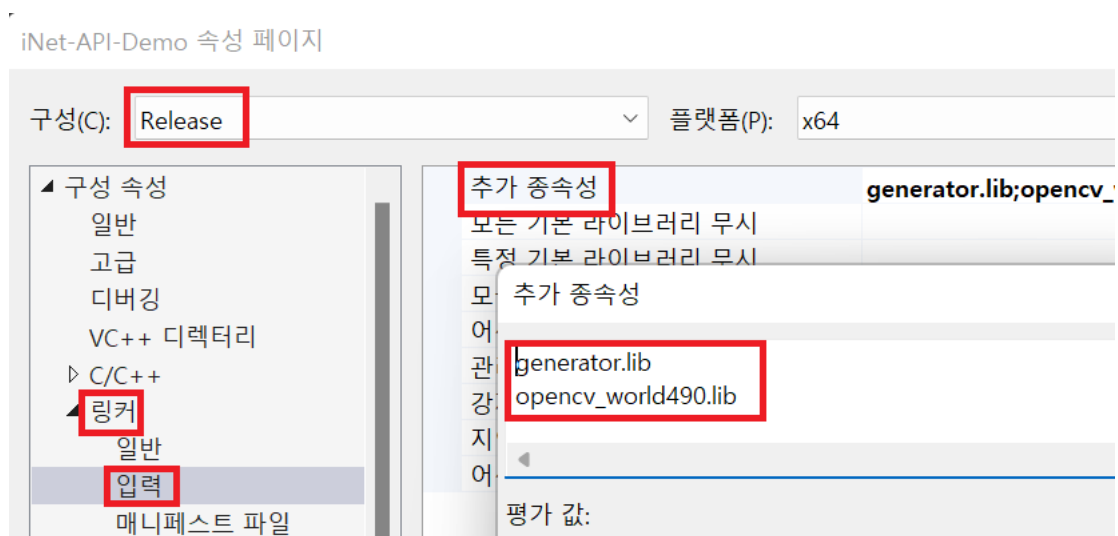 iNet-API-Demo 속성 페이지
구성(C): Release 플랫폼(P): x64
구성 속성
일반
고급
디버깅
VC++ 디렉터리
C/C++
링커
일반
입력
매니페스트 파일
추가 종속성 generator.lib;opencv_
모든 기본 라이브러리 무시
특정 기본 라이브러리 무시
추가 종속성
generator.lib
opencv_world490.lib
평가 값: